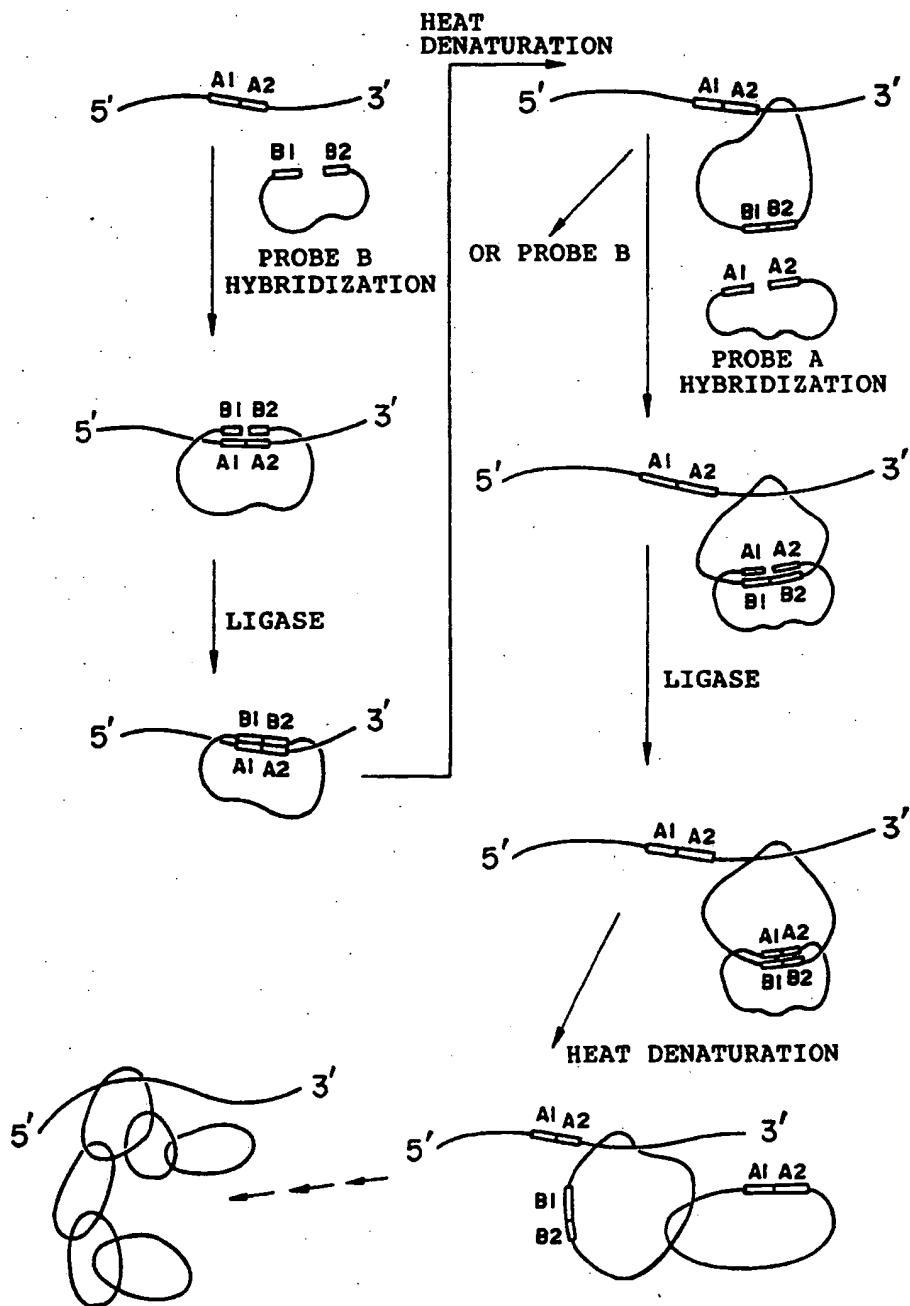 HEAT
DENATURATION
A1 A2
5' 3'
B1 B2
PROBE B
HYBRIDIZATION
B1 B2
5' 3'
A1 A2
LIGASE
B1 B2
5' 3'
A1 A2
A1 A2
5' 3'
B1 B2
OR PROBE B
A1 A2
PROBE A
HYBRIDIZATION
A1 A2
5' 3'
A1 A2
B1 B2
LIGASE
A1 A2
5' 3'
A1 A2
B1 B2
HEAT DENATURATION
A1 A2
5' 3'
B1
B2
A1 A2
5' 3'